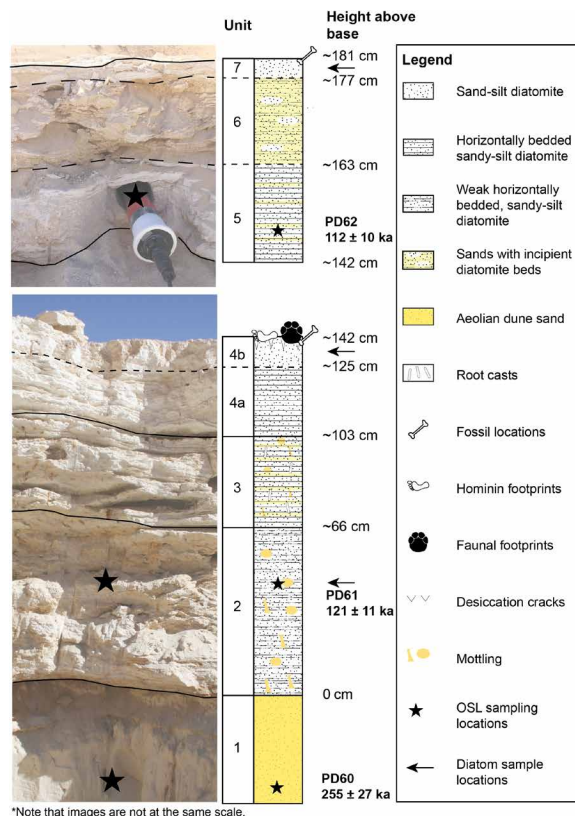 Unit
Height above
base
7
~181 cm
~177 cm
6
~163 cm
5
PD62
112 ± 10 ka
~142 cm
~142 cm
4b
~125 cm
4a
~103 cm
3
~66 cm
2
PD61
121 ± 11 ka
0 cm
1
PD60
255 ± 27 ka
*Note that images are not at the same scale.
Legend
Sand-silt diatomite
Horizontally bedded
sandy-silt diatomite
Weak horizontally
bedded, sandy-silt
diatomite
Sands with incipient
diatomite beds
Aeolian dune sand
Root casts
Fossil locations
Hominin footprints
Faunal footprints
Desiccation cracks
Mottling
OSL sampling
locations
Diatom sample
locations